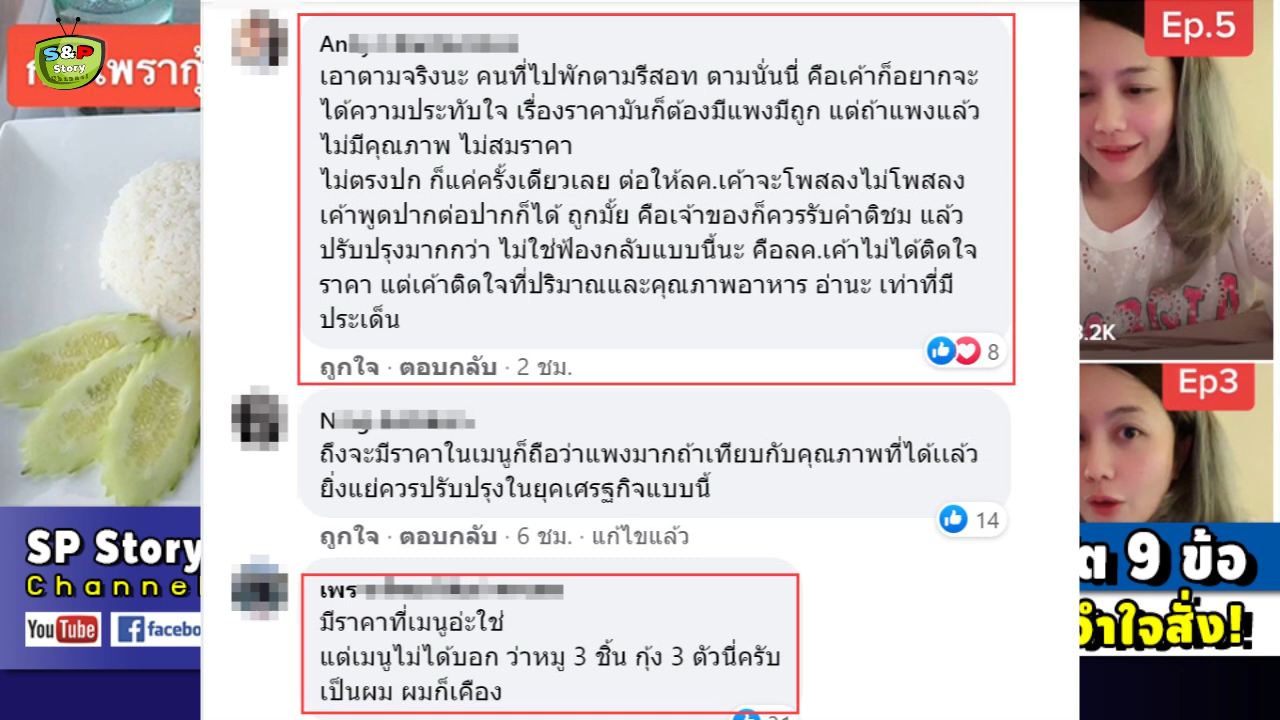 S&P
Story
Channel
Ep.5
An
เอาตามจริงนะ คนที่ไปพักตามรีสอท ตามนั่นนี่ คือเค้าก็อยากจะ
ได้ความประทับใจ เรื่องราคามันก็ต้องมีแพงมีถูก แต่ถ้าแพงแล้ว
ไม่มีคุณภาพ ไม่สมราคา
ไม่ตรงปก ก็แค่ครั้งเดียวเลย ต่อให้ลค.เค้าจะโพสลงไม่โพสลง
เค้าพูดปากต่อปากก็ได้ ถูกมั้ย คือเจ้าของก็ควรรับคำติชม แล้ว
ปรับปรุงมากกว่า ไม่ใช่ฟ้องกลับแบบนี้นะ คือลค.เค้าไม่ได้ติดใจ
ราคา แต่เค้าติดใจที่ปริมาณและคุณภาพอาหาร อ่านะ เท่าที่มี
ประเด็น
8
ถูกใจ · ตอบกลับ · 2 ชม.
3.2K
Ep3
N
ถึงจะมีราคาในเมนูก็ถือว่าแพงมากถ้าเทียบกับคุณภาพที่ได้แล้ว
ยิ่งแย่ควรปรับปรุงในยุคเศรฐกิจแบบนี้
14
ถูกใจ · ตอบกลับ · 6 ชม. · แก้ไขแล้ว
เพร
มีราคาที่เมนูอ่ะใช่
แต่เมนูไม่ได้บอก ว่าหมู 3 ชิ้น กุ้ง 3 ตัวนี่ครับ
เป็นผม ผมก็เคือง
SP Story
Channel
YouTube
facebo
9 ข้อ
จำใจสั่ง!